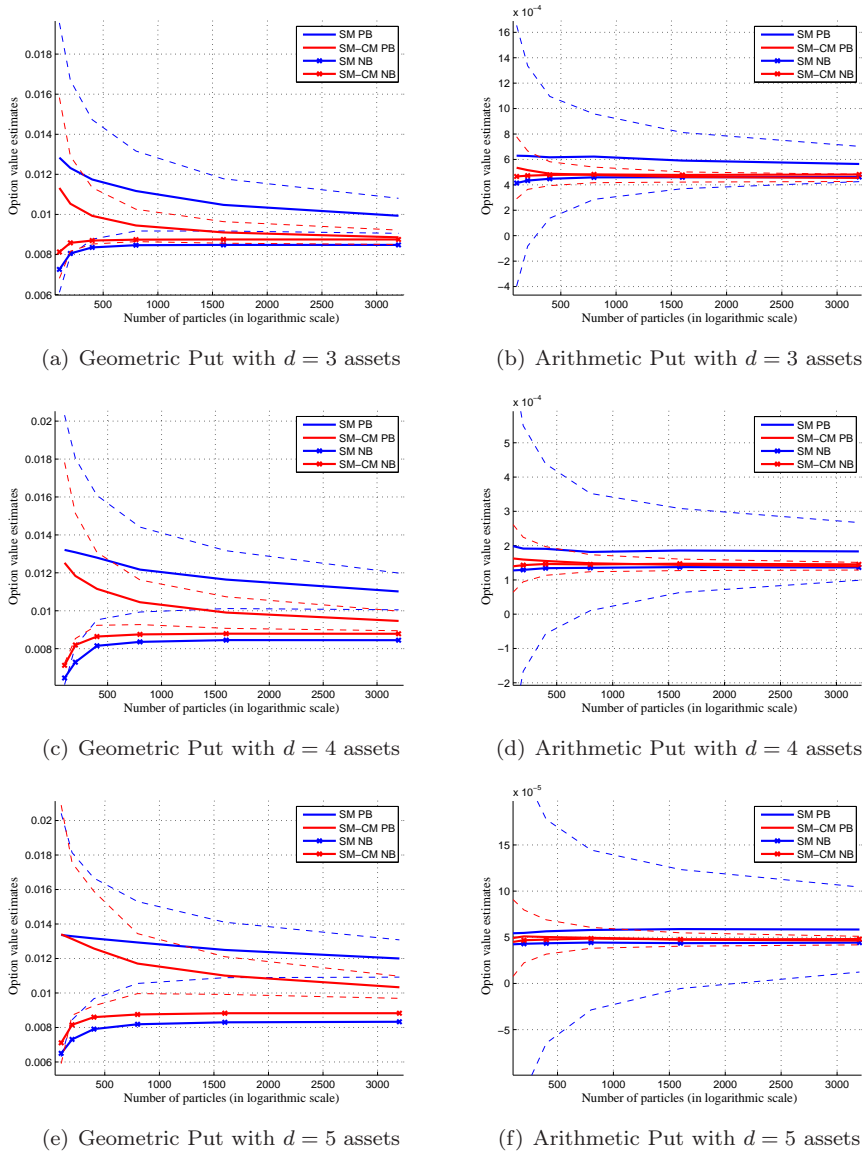 0.018
0.016
0.014
0.012
0.01
0.008
0.006
Option value estimates
500 1000 1500 2000 2500 3000
Number of particles (in logarithmic scale)
SM PB
SM−CM PB
SM NB
SM−CM NB
(a) Geometric Put with d = 3 assets
x 10⁻⁴
16
14
12
10
8
6
4
2
0
−2
−4
Option value estimates
500 1000 1500 2000 2500 3000
Number of particles (in logarithmic scale)
SM PB
SM−CM PB
SM NB
SM−CM NB
(b) Arithmetic Put with d = 3 assets
0.02
0.018
0.016
0.014
0.012
0.01
0.008
Option value estimates
500 1000 1500 2000 2500 3000
Number of particles (in logarithmic scale)
SM PB
SM−CM PB
SM NB
SM−CM NB
(c) Geometric Put with d = 4 assets
x 10⁻⁴
5
4
3
2
1
0
−1
−2
Option value estimates
500 1000 1500 2000 2500 3000
Number of particles (in logarithmic scale)
SM PB
SM−CM PB
SM NB
SM−CM NB
(d) Arithmetic Put with d = 4 assets
0.02
0.018
0.016
0.014
0.012
0.01
0.008
0.006
Option value estimates
500 1000 1500 2000 2500 3000
Number of particles (in logarithmic scale)
SM PB
SM−CM PB
SM NB
SM−CM NB
(e) Geometric Put with d = 5 assets
x 10⁻⁵
15
10
5
0
−5
Option value estimates
500 1000 1500 2000 2500 3000
Number of particles (in logarithmic scale)
SM PB
SM−CM PB
SM NB
SM−CM NB
(f) Arithmetic Put with d = 5 assets